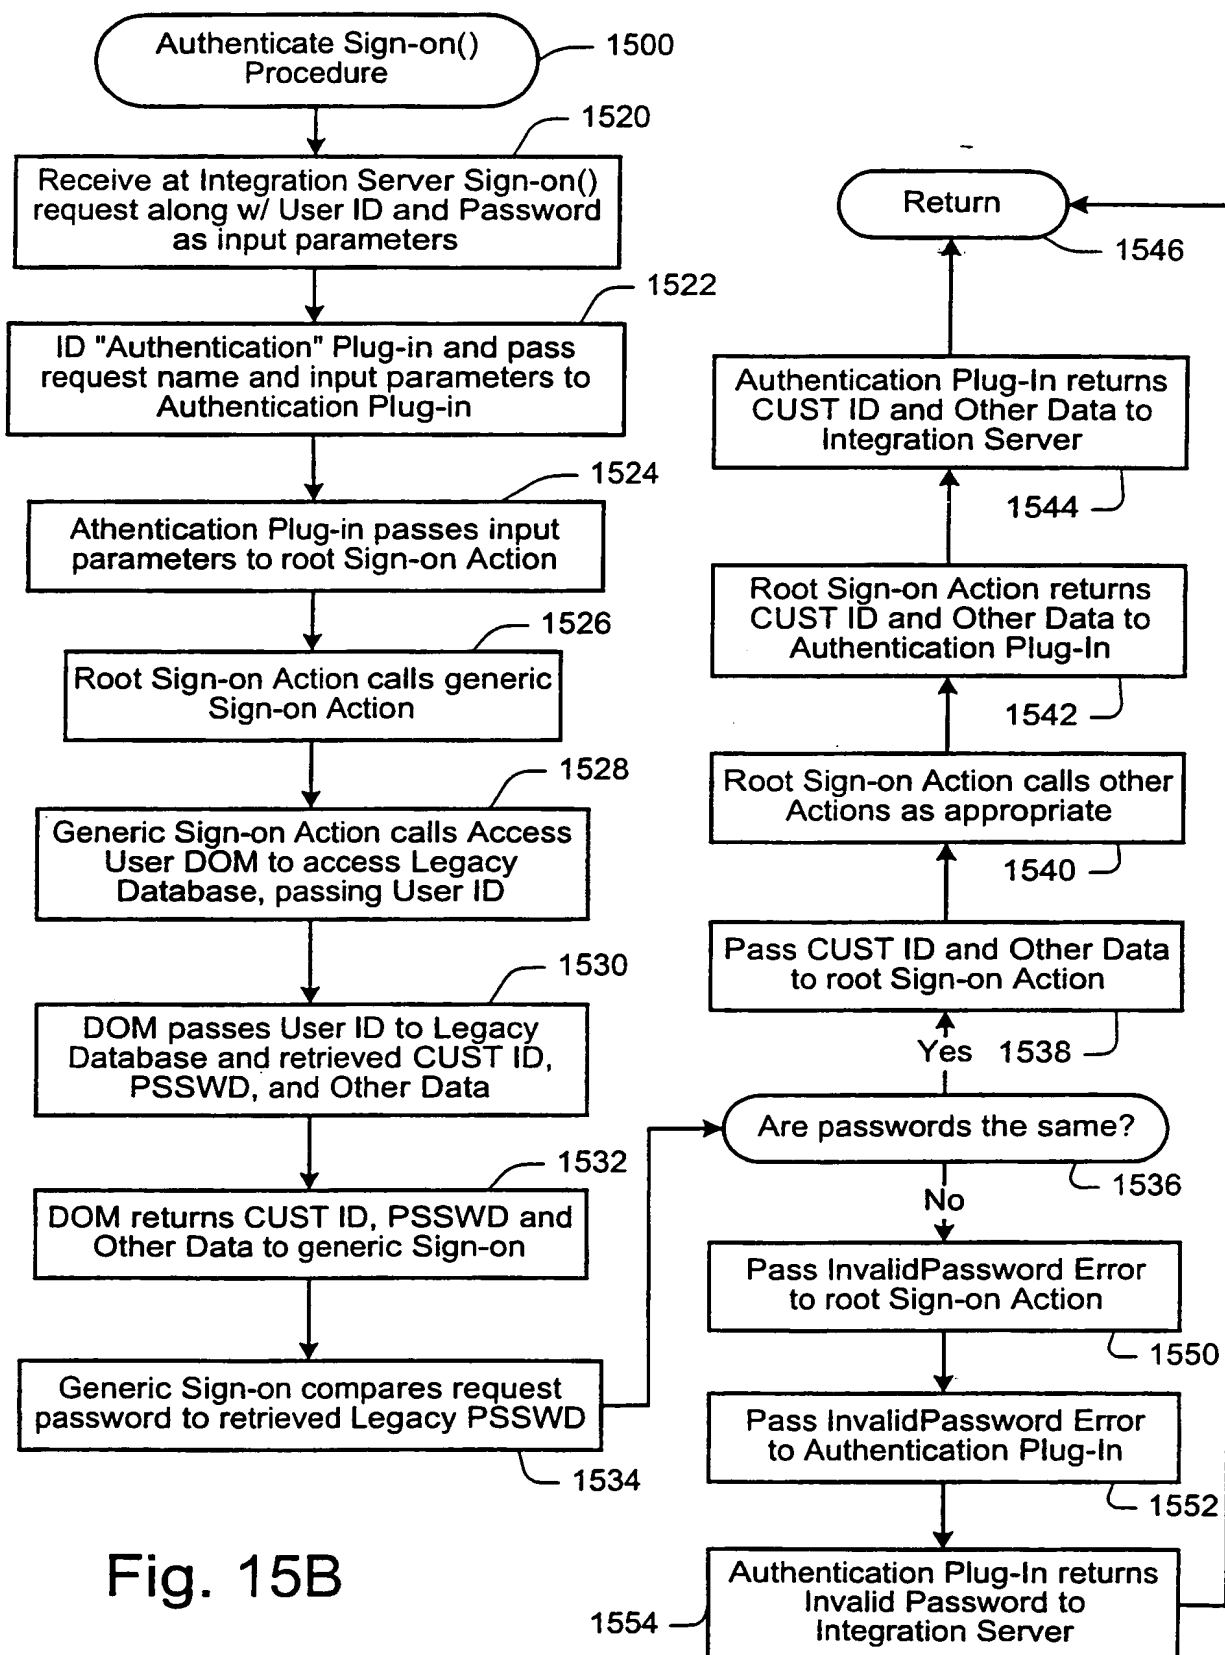 Authenticate Sign-on()
Procedure
1500
1520
Receive at Integration Server Sign-on()
request along w/ User ID and Password
as input parameters
1522
ID "Authentication" Plug-in and pass
request name and input parameters to
Authentication Plug-in
1524
Athentication Plug-in passes input
parameters to root Sign-on Action
1526
Root Sign-on Action calls generic
Sign-on Action
1528
Generic Sign-on Action calls Access
User DOM to access Legacy
Database, passing User ID
1530
DOM passes User ID to Legacy
Database and retrieved CUST ID,
PSSWD, and Other Data
1532
DOM returns CUST ID, PSSWD and
Other Data to generic Sign-on
Generic Sign-on compares request
password to retrieved Legacy PSSWD
1534
Are passwords the same?
1536
Yes
Pass CUST ID and Other Data
to root Sign-on Action
1538
Root Sign-on Action calls other
Actions as appropriate
1540
Root Sign-on Action returns
CUST ID and Other Data to
Authentication Plug-In
1542
Authentication Plug-In returns
CUST ID and Other Data to
Integration Server
1544
Return
1546
No
Pass InvalidPassword Error
to root Sign-on Action
1550
Pass InvalidPassword Error
to Authentication Plug-In
1552
Authentication Plug-In returns
Invalid Password to
Integration Server
1554
Fig. 15B